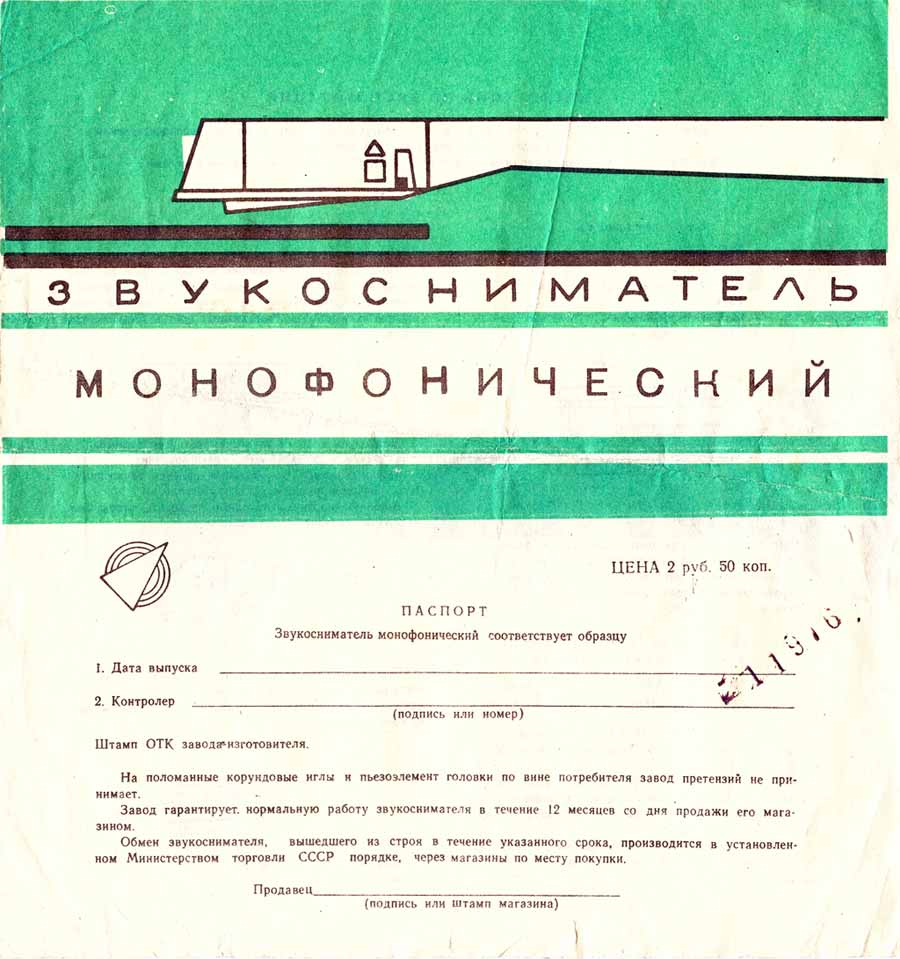 ЗВУКОСНИМАТЕЛЬ
МОНОФОНИЧЕСКИЙ
ЦЕНА 2 руб. 50 коп.
ПАСПОРТ
Звукосниматель монофонический соответствует образцу
1. Дата выпуска
2. Контролер
(подпись или номер)
Штамп ОТК завода-изготовителя.
На поломанные корундовые иглы и пьезоэлемент головки по вине потребителя завод претензий не при-
нимает.
Завод гарантирует. нормальную работу звукоснимателя в течение 12 месяцев со дня продажи его мага-
зином.
Обмен звукоснимателя, вышедшего из строя в течение указанного срока, производится в установлен-
ном Министерством торговли СССР порядке, через магазины по месту покупки.
Продавец
(подпись или штамп магазина)